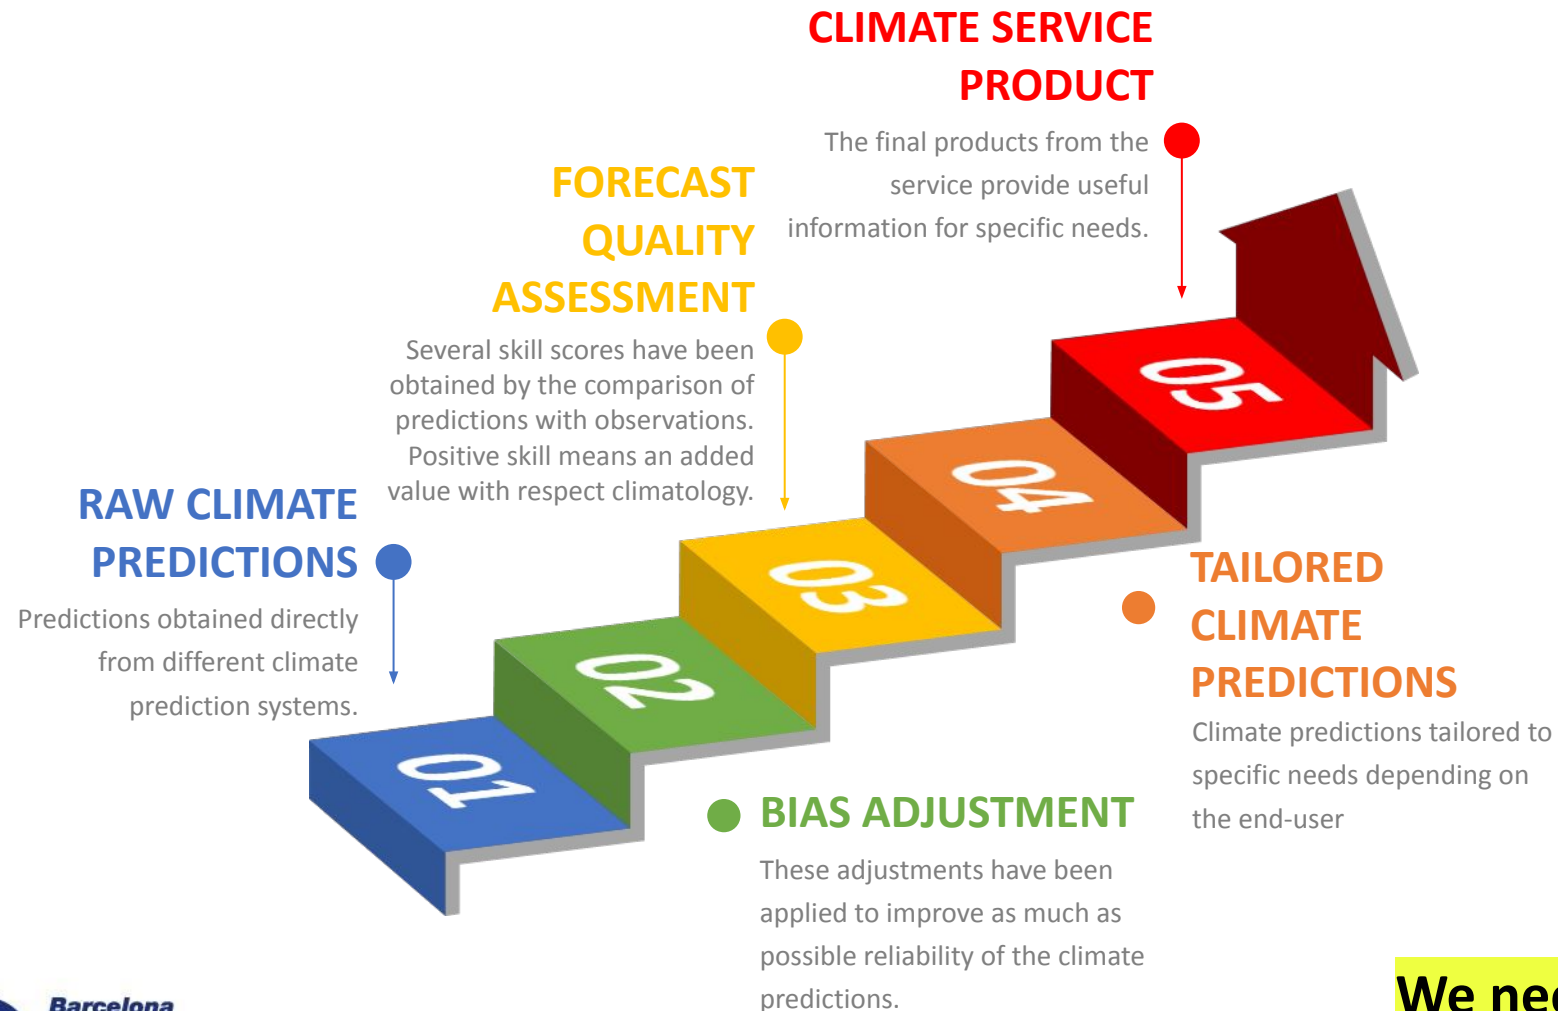 CLIMATE SERVICE
PRODUCT
The final products from the
service provide useful
information for specific needs.
FORECAST
QUALITY
ASSESSMENT
Several skill scores have been
obtained by the comparison of
predictions with observations.
Positive skill means an added
value with respect climatology.
RAW CLIMATE
PREDICTIONS
Predictions obtained directly
from different climate
prediction systems.
05
04
03
02
01
TAILORED
CLIMATE
PREDICTIONS
Climate predictions tailored to
specific needs depending on
the end-user
BIAS ADJUSTMENT
These adjustments have been
applied to improve as much as
possible reliability of the climate
predictions.
Barcelona
We